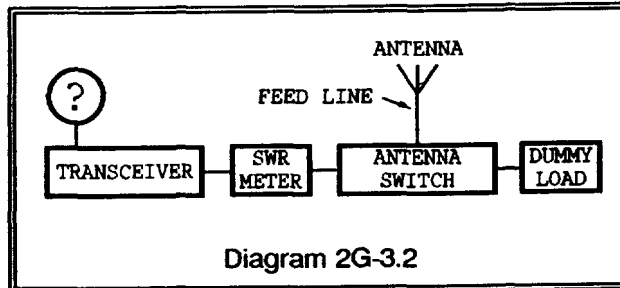 ANTENNA
?
FEED LINE
TRANSCEIVER
SWR
METER
ANTENNA
SWITCH
DUMMY
LOAD
Diagram 2G-3.2